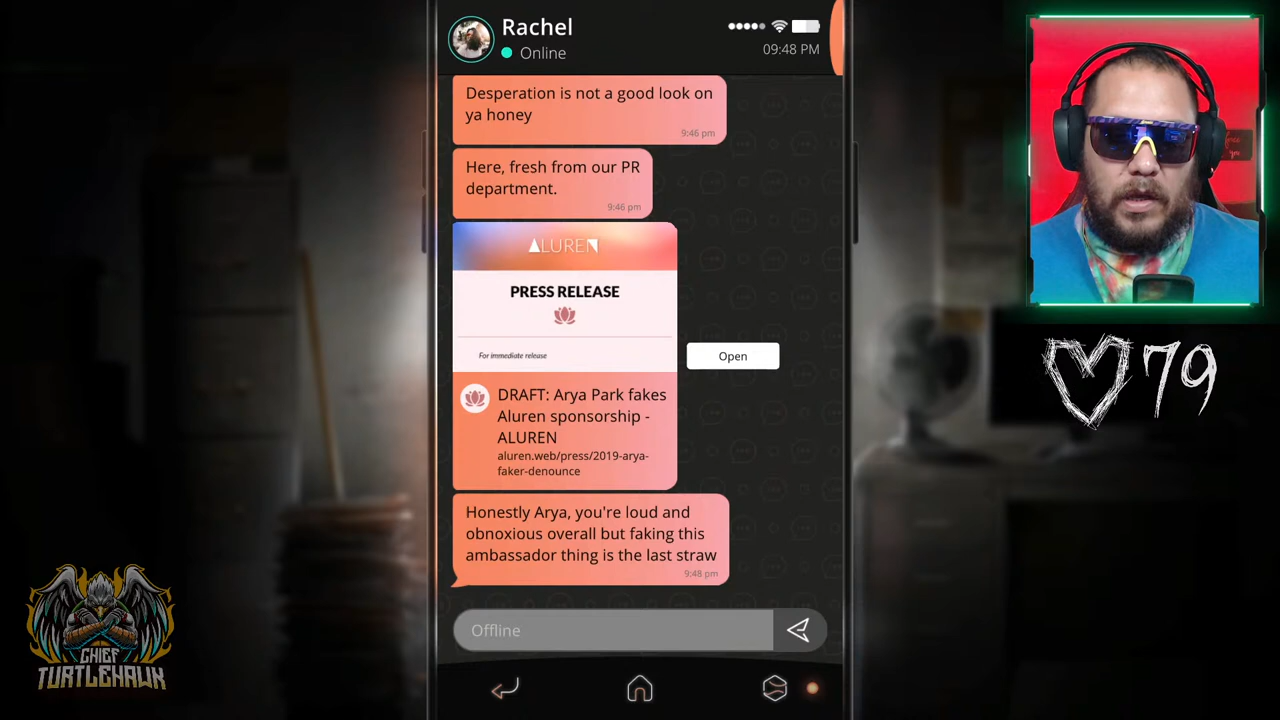 Rachel
Online
09:48 PM
Desperation is not a good look on
ya honey
9:46 pm
Here, fresh from our PR
department.
9:46 pm
ALUREN
PRESS RELEASE
For immediate release
Open
DRAFT: Arya Park fakes
Aluren sponsorship -
ALUREN
aluren.web/press/2019-arya-
faker-denounce
Honestly Arya, you're loud and
obnoxious overall but faking this
ambassador thing is the last straw
9:48 pm
Offline
79
CHIEF
TURTLEHAWK